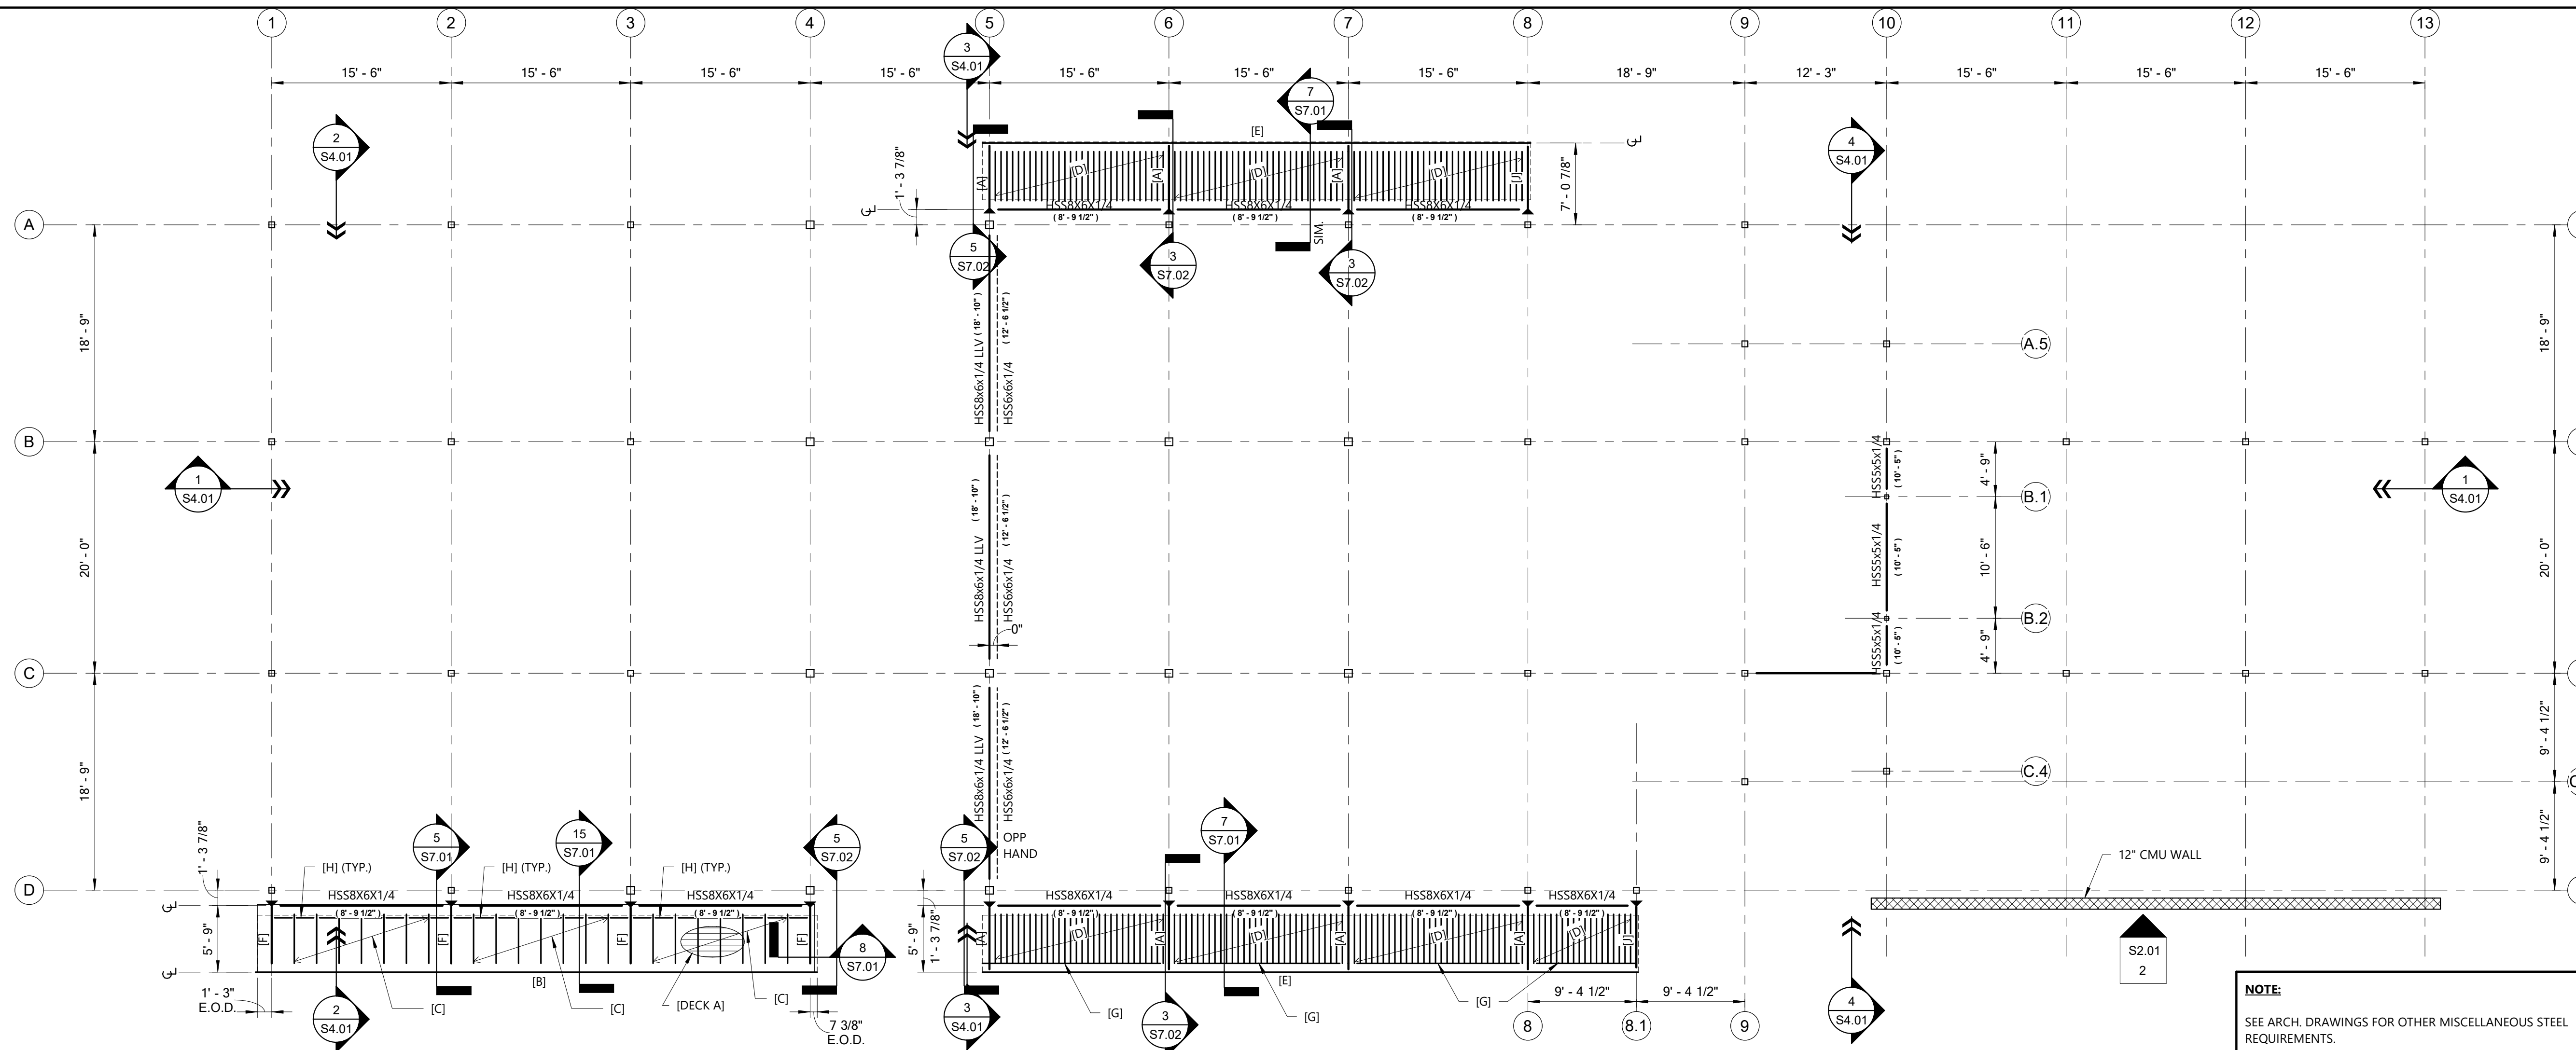 1 2 3 4 5 6 7 8 9 10 11 12 13
15' - 6" 15' - 6" 15' - 6" 15' - 6" 15' - 6" 15' - 6" 15' - 6" 18' - 9" 12' - 3" 15' - 6" 15' - 6" 15' - 6"
3
S4.01
7
S7.01
2
S4.01
4
S4.01
[E]
1' - 3 7/8"
7' - 0 7/8"
[A] [D] [A] [D] [A] [D] [J]
HSS8X6X1/4 HSS8X6X1/4 HSS8X6X1/4
( 8' - 9 1/2" ) ( 8' - 9 1/2" ) ( 8' - 9 1/2" )
A
SIM.
5
S7.02
3
S7.02
3
S7.02
18' - 9"
HSS8x6x1/4 LLV ( 18' - 10" )
HSS6x6x1/4 ( 12' - 6 1/2" )
A.5
18' - 9"
B
1
S4.01
HSS5x5x1/4
( 10' - 5" )
4' - 9"
B.1
1
S4.01
20' - 0"
HSS8x6x1/4 LLV ( 18' - 10" )
HSS6x6x1/4 ( 12' - 6 1/2" )
HSS5x5x1/4
( 10' - 5" )
10' - 6"
20' - 0"
0"
B.2
HSS5x5x1/4
( 10' - 5" )
4' - 9"
C
18' - 9"
HSS8x6x1/4 LLV ( 18' - 10" )
HSS6x6x1/4 ( 12' - 6 1/2" )
9' - 4 1/2"
C.4
C
9' - 4 1/2"
5
S7.01
15
S7.01
5
S7.02
5
S7.02
OPP
HAND
7
S7.01
12" CMU WALL
1' - 3 7/8"
[H] (TYP.) [H] (TYP.) [H] (TYP.)
D
HSS8X6X1/4 HSS8X6X1/4 HSS8X6X1/4 HSS8X6X1/4 HSS8X6X1/4 HSS8X6X1/4 HSS8X6X1/4
( 8' - 9 1/2" ) ( 8' - 9 1/2" ) ( 8' - 9 1/2" ) ( 8' - 9 1/2" ) ( 8' - 9 1/2" ) ( 8' - 9 1/2" ) ( 8' - 9 1/2" )
5' - 9"
[F] [F] [F] [F]
5' - 9"
1' - 3 7/8"
[A] [D] [A] [D] [A] [D] [A] [D] [J]
8
S7.01
S2.01
2
[B]
[E]
1' - 3"
E.O.D.
[C] [C] [DECK A] [C]
7 3/8"
E.O.D.
[G] [G] [G]
9' - 4 1/2" 9' - 4 1/2"
2
S4.01
3
S4.01
3
S7.02
8 8.1 9
4
S4.01
NOTE:
SEE ARCH. DRAWINGS FOR OTHER MISCELLANEOUS STEEL
REQUIREMENTS.